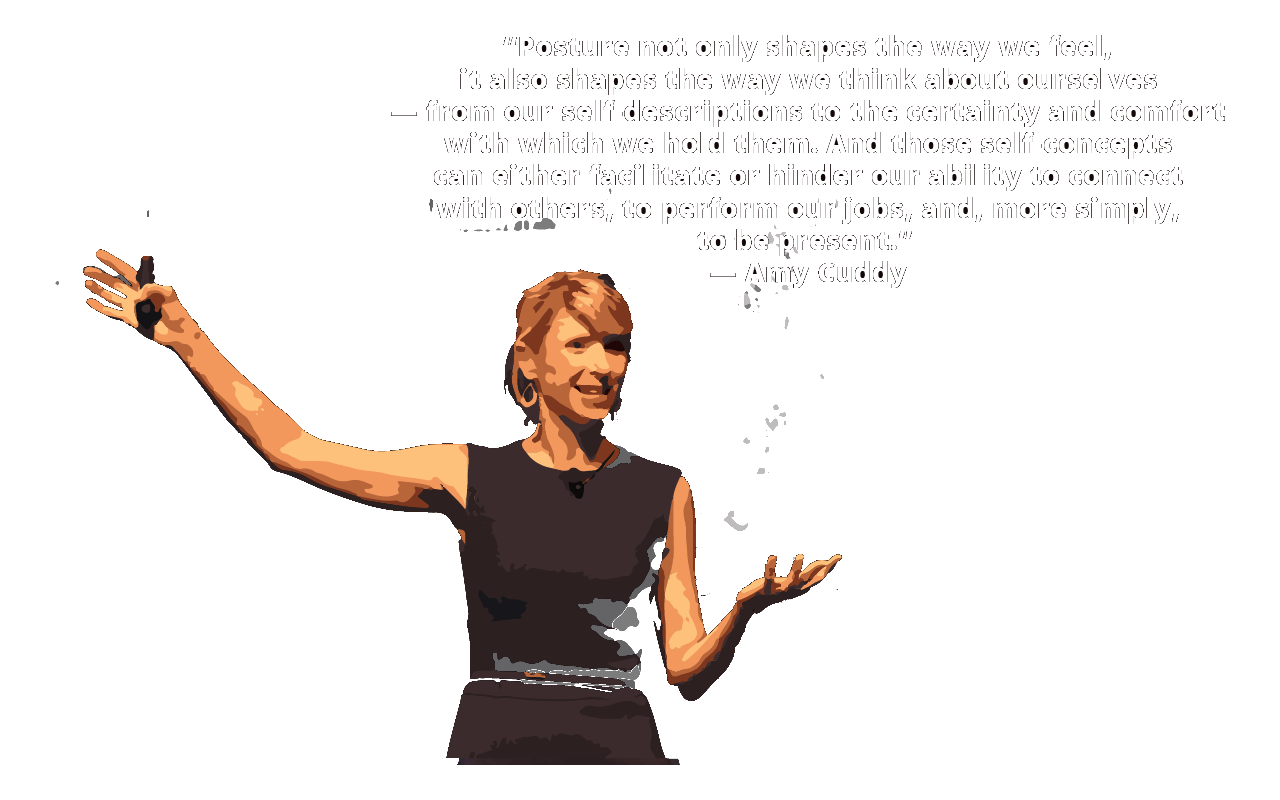 “Posture not only shapes the way we feel,
it also shapes the way we think about ourselves
— from our self descriptions to the certainty and comfort
with which we hold them. And those self concepts
can either facilitate or hinder our ability to connect
with others, to perform our jobs, and, more simply,
to be present.”
— Amy Cuddy